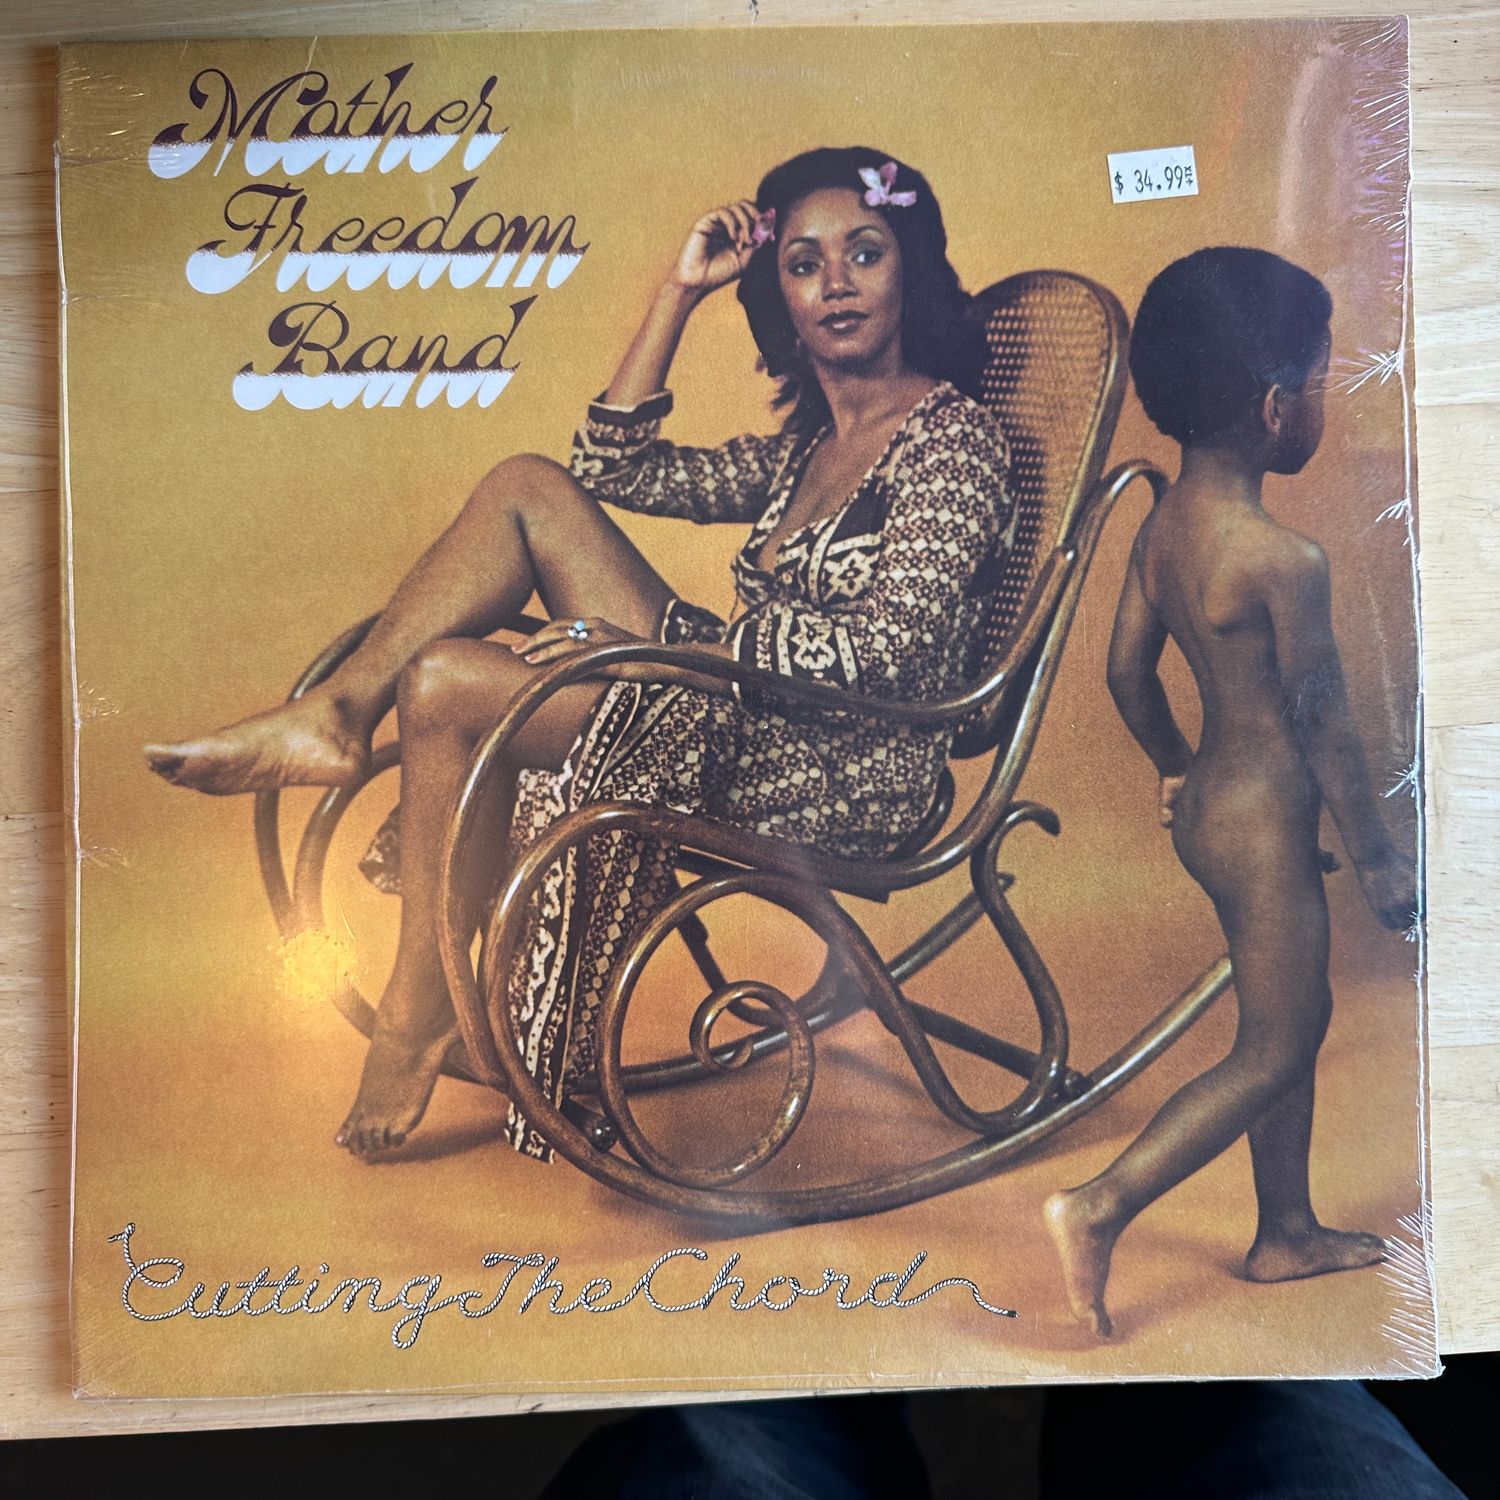 Mother
Freedom
Band
$ 34.99
Cutting The Chord